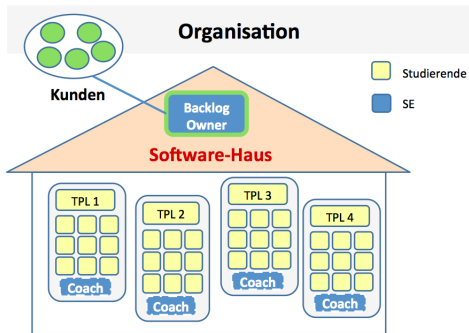 Organisation
Kunden
Studierende
SE
Backlog
Owner
Software-Haus
TPL 1
TPL 2
TPL 3
TPL 4
Coach
Coach
Coach
Coach